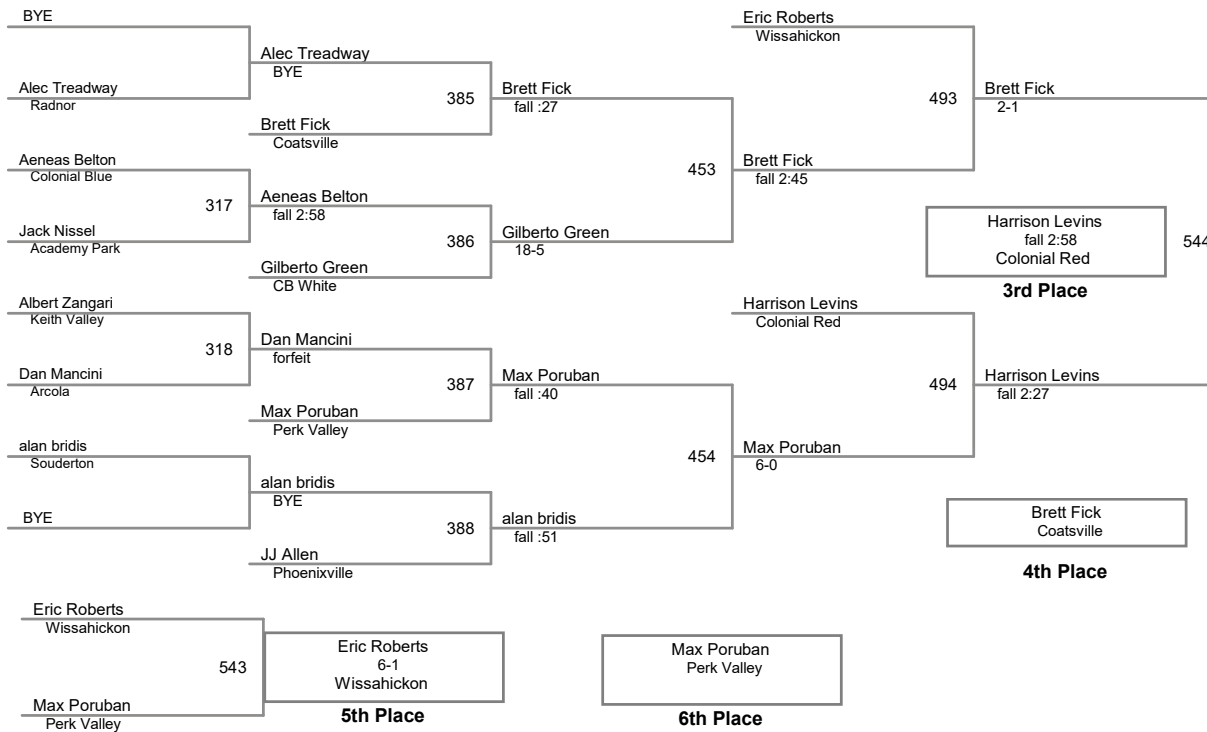 BYE
Alec Treadway
Radnor
Aeneas Belton
Colonial Blue
317
Jack Nissel
Academy Park
Albert Zangari
Keith Valley
318
Dan Mancini
Arcola
alan bridis
Souderton
BYE
Alec Treadway
BYE
385
Brett Fick
Coatsville
Aeneas Belton
fall 2:58
386
Gilberto Green
CB White
Dan Mancini
forfeit
387
Max Poruban
Perk Valley
alan bridis
BYE
388
JJ Allen
Phoenixville
Brett Fick
fall :27
453
Gilberto Green
18-5
Max Poruban
fall :40
454
alan bridis
fall :51
Eric Roberts
Wissahickon
493
Brett Fick
fall 2:45
Harrison Levins
Colonial Red
494
Max Poruban
6-0
Brett Fick
2-1
Harrison Levins
fall 2:58
Colonial Red
544
3rd Place
Harrison Levins
fall 2:27
Brett Fick
Coatsville
4th Place
Eric Roberts
Wissahickon
543
Max Poruban
Perk Valley
Eric Roberts
6-1
Wissahickon
5th Place
Max Poruban
Perk Valley
6th Place